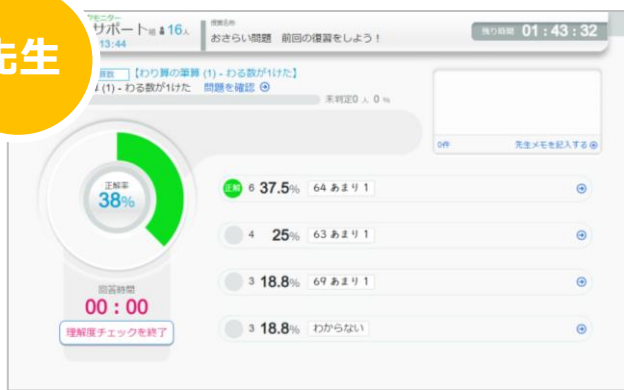 先生
サポート
16人
13:44
おさらい問題 前回の復習をしよう！
残り時間 01:43:32
【わり算の筆算 (1) - わる数が1けた】
(1) - わる数が1けた 問題を確認
未判定0人 0%
0件 先生メモを記入する
正解率
38%
正解 6 37.5% 64 あまり 1
4 25% 63 あまり 1
3 18.8% 69 あまり 1
3 18.8% わからない
回答時間
00:00
理解度チェックを終了